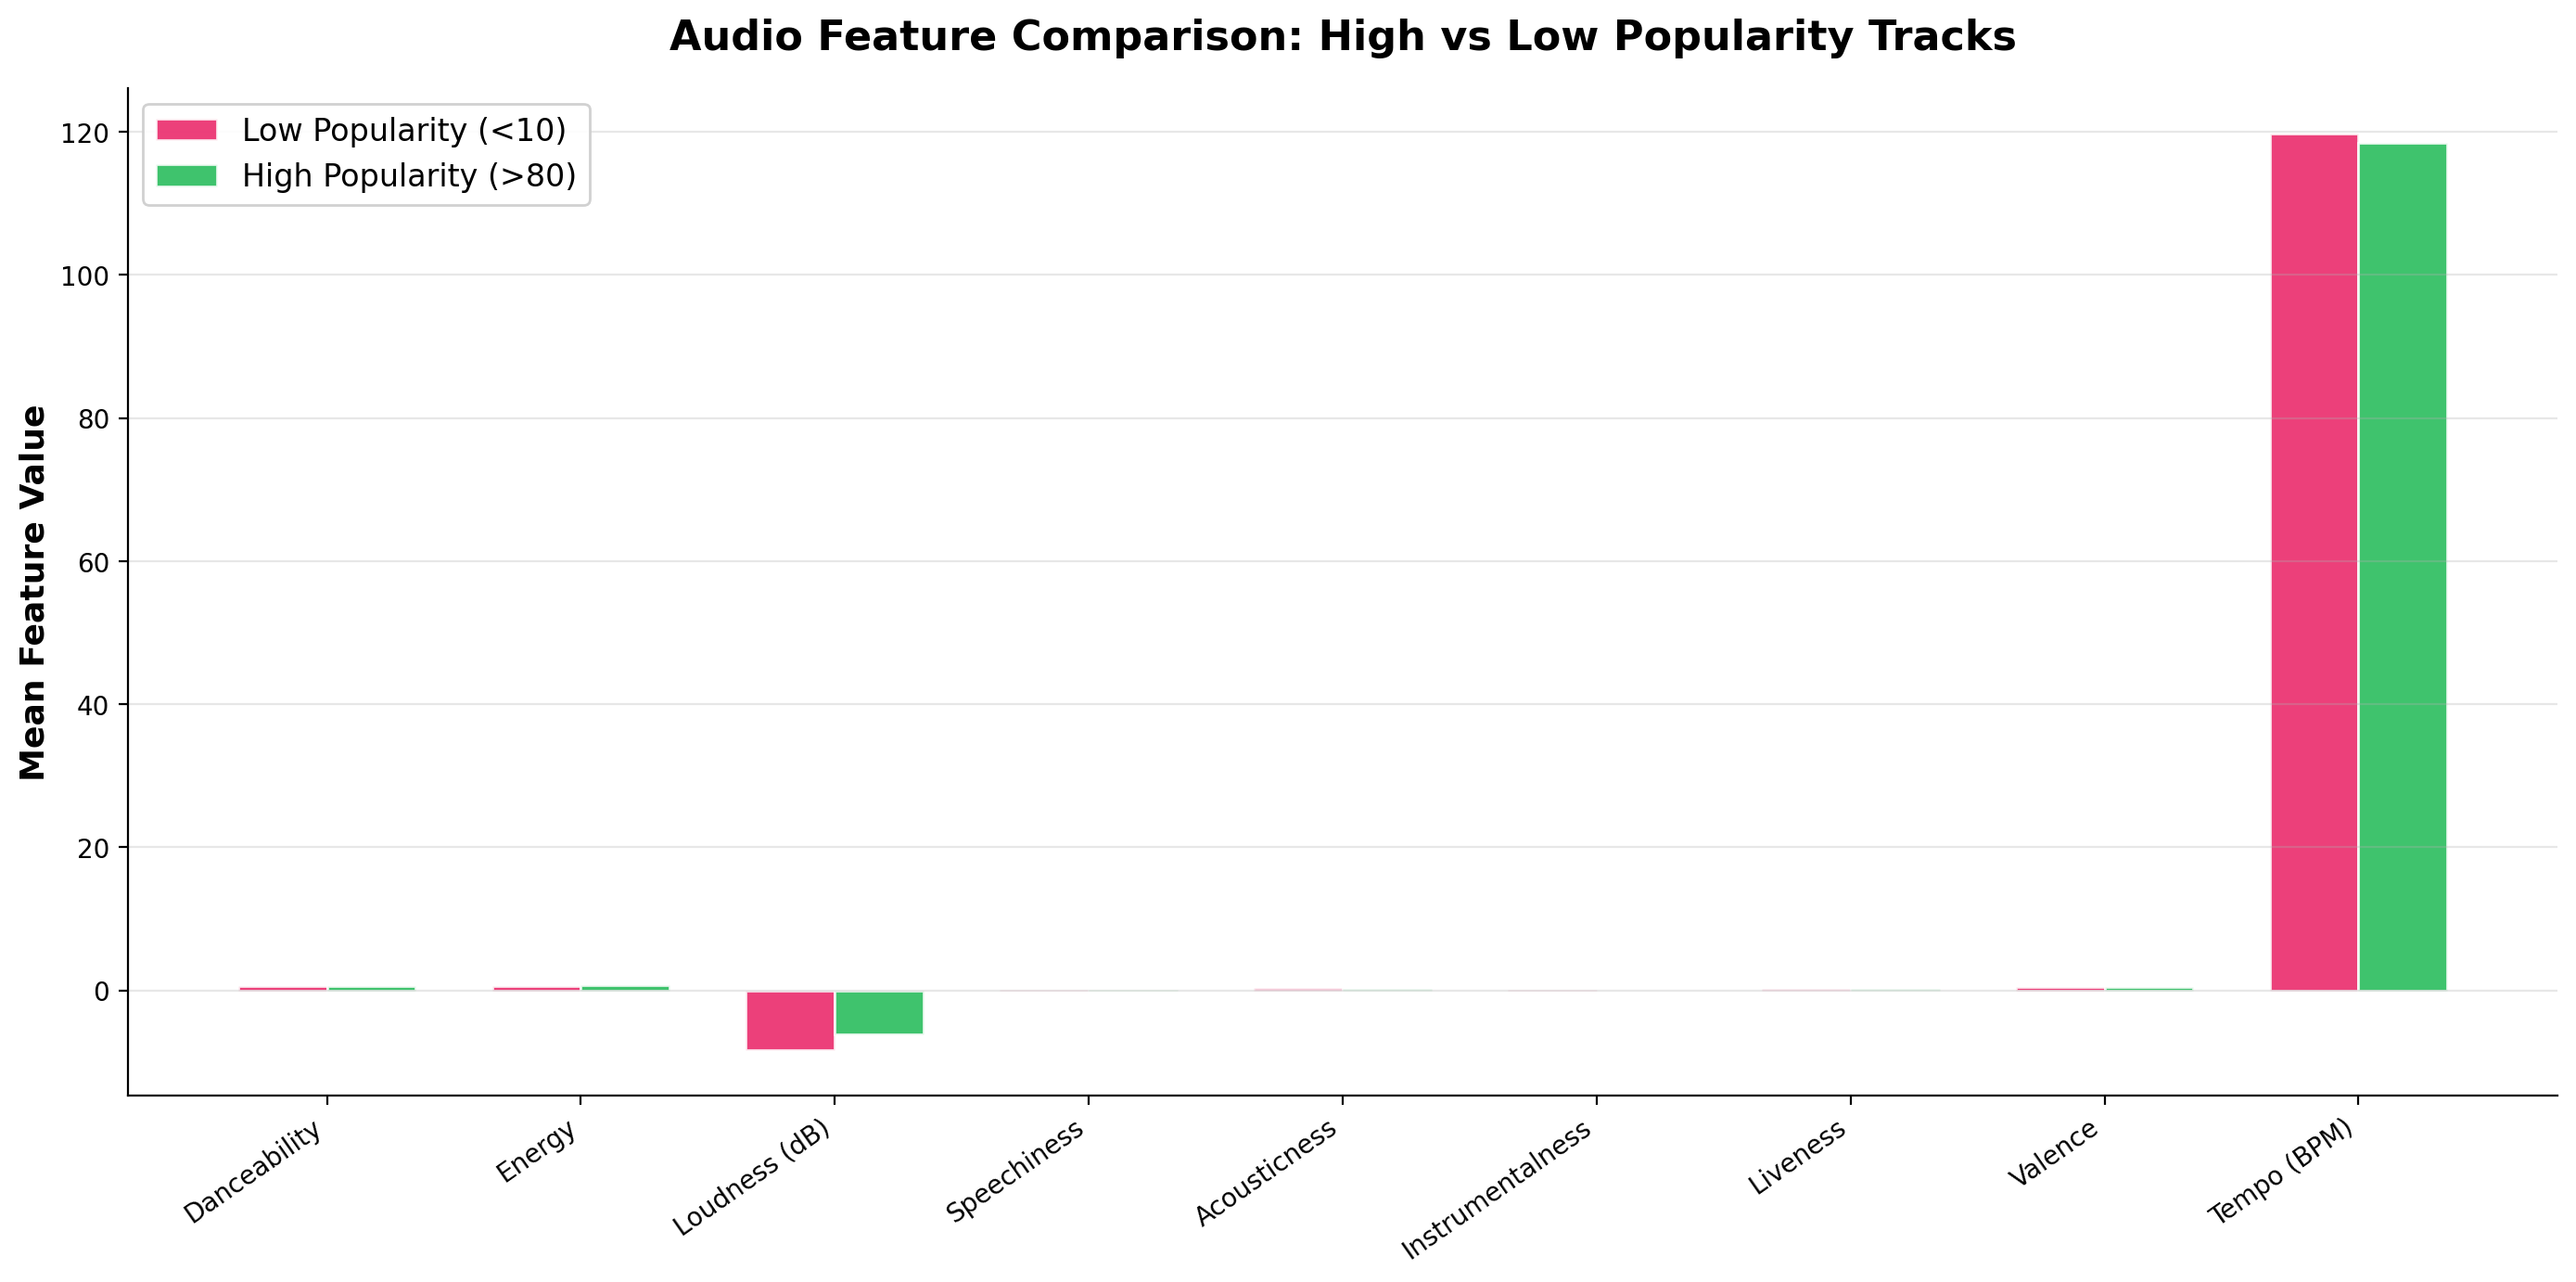 Audio Feature Comparison: High vs Low Popularity Tracks
Low Popularity (<10)
High Popularity (>80)
Mean Feature Value
120
100
80
60
40
20
0
Danceability
Energy
Loudness (dB)
Speechiness
Acousticness
Instrumentalness
Liveness
Valence
Tempo (BPM)